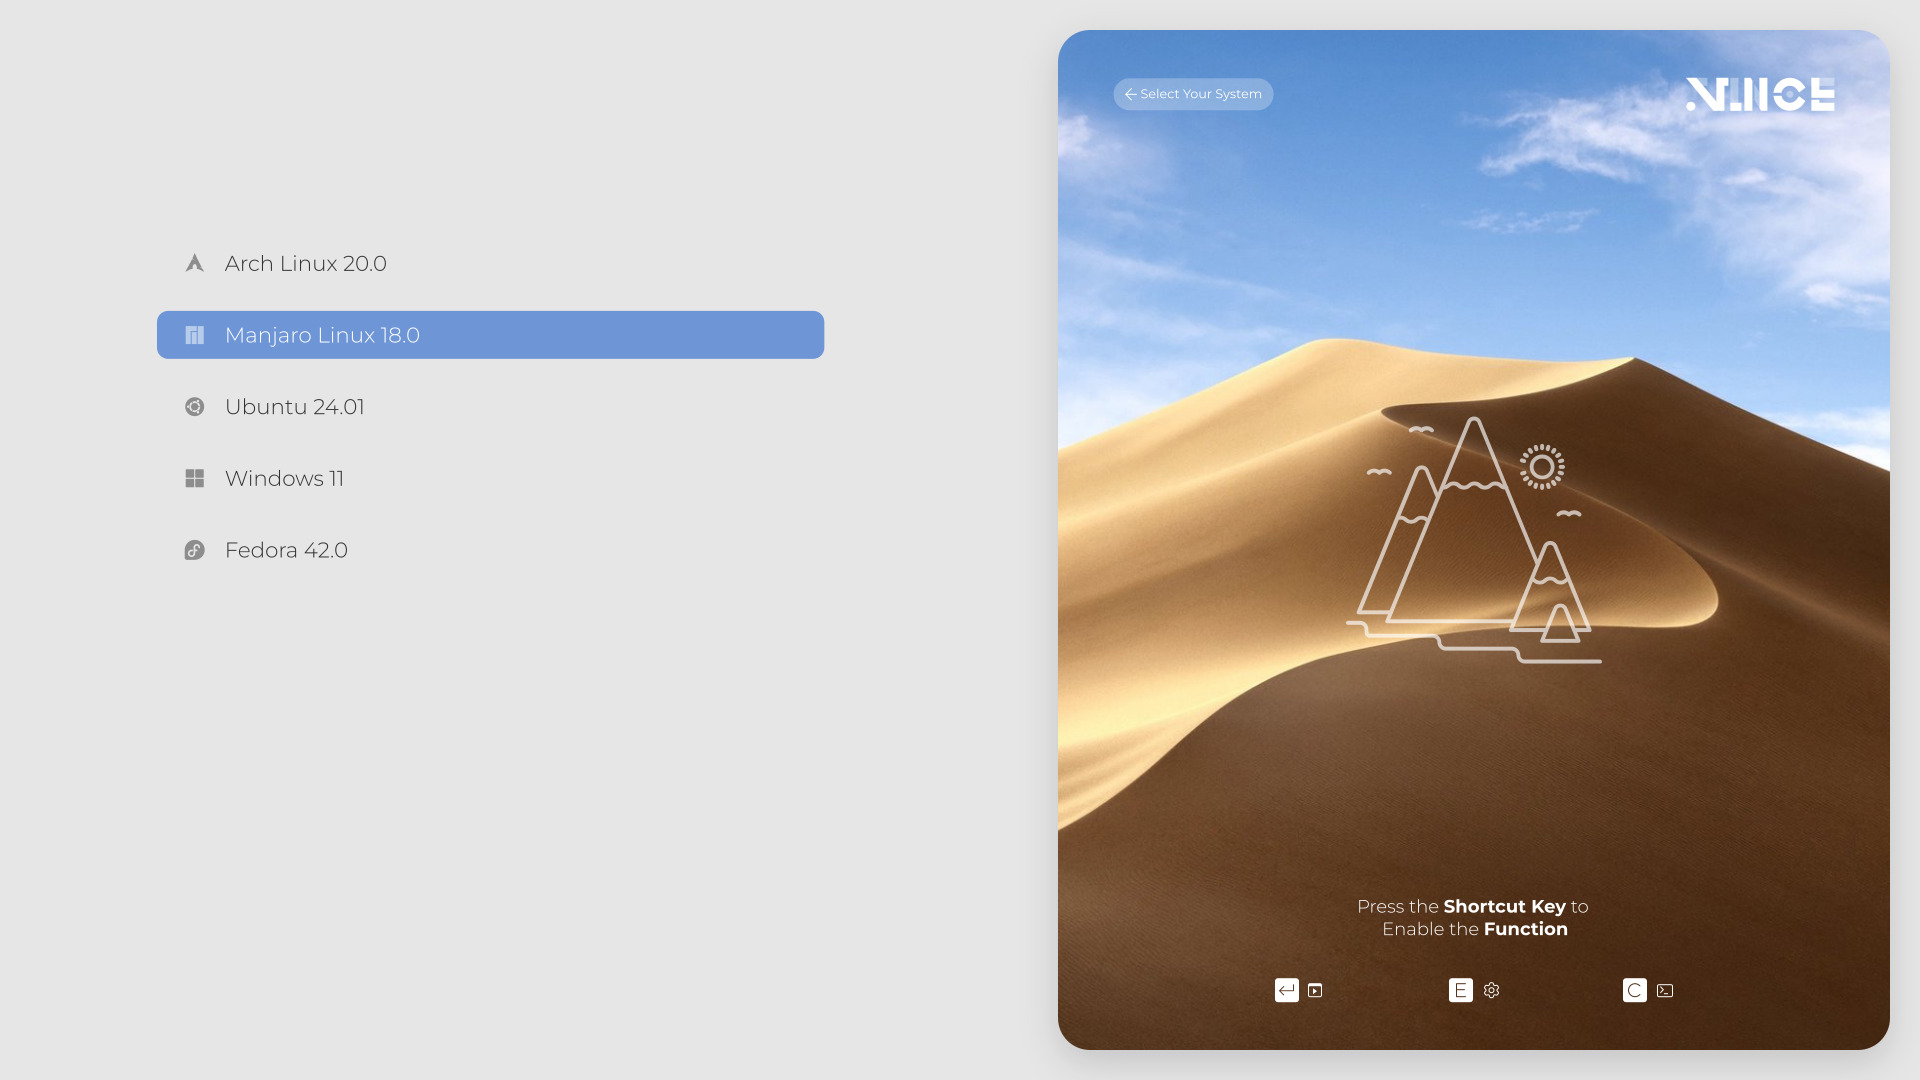 Arch Linux 20.0
Manjaro Linux 18.0
Ubuntu 24.01
Windows 11
Fedora 42.0
Select Your System
Press the Shortcut Key to
Enable the Function
E
C